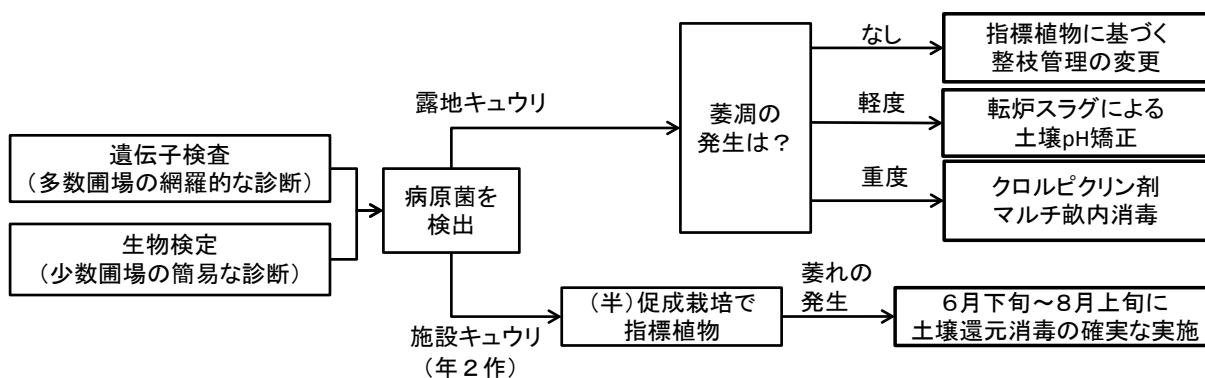 遺伝子検査
（多数圃場の網羅的な診断）
生物検定
（少数圃場の簡易な診断）
病原菌を
検出
露地キュウリ
萎凋の
発生は？
なし
指標植物に基づく
整枝管理の変更
軽度
転炉スラグによる
土壌pH矯正
重度
クロルピクリン剤
マルチ畝内消毒
施設キュウリ
（年２作）
（半）促成栽培で
指標植物
萎れの
発生
６月下旬～８月上旬に
土壌還元消毒の確実な実施